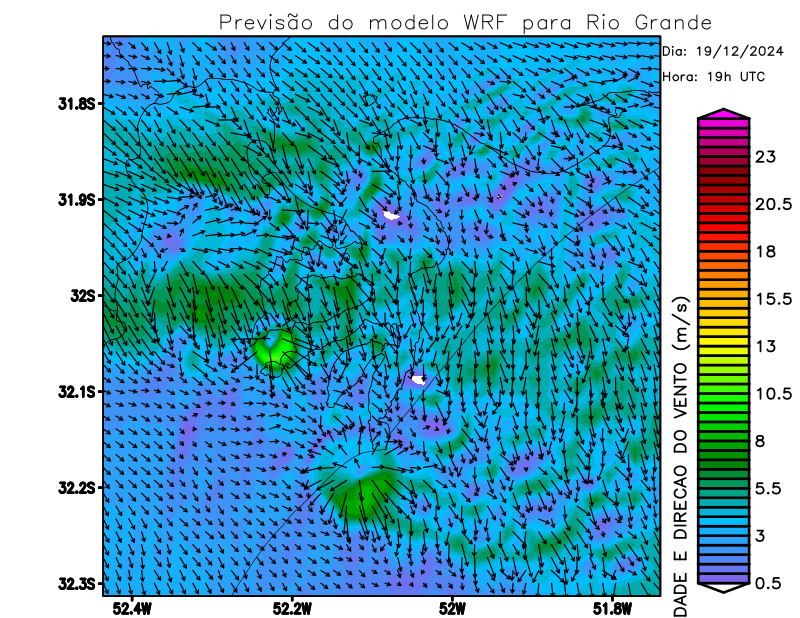 Previsão do modelo WRF para Rio Grande
Dia: 19/12/2024
Hora: 19h UTC
31.8S
31.9S
32S
32.1S
32.2S
32.3S
52.4W
52.2W
52W
51.8W
23
20.5
18
15.5
13
10.5
8
5.5
3
0.5
DADE E DIRECAO DO VENTO (m/s)